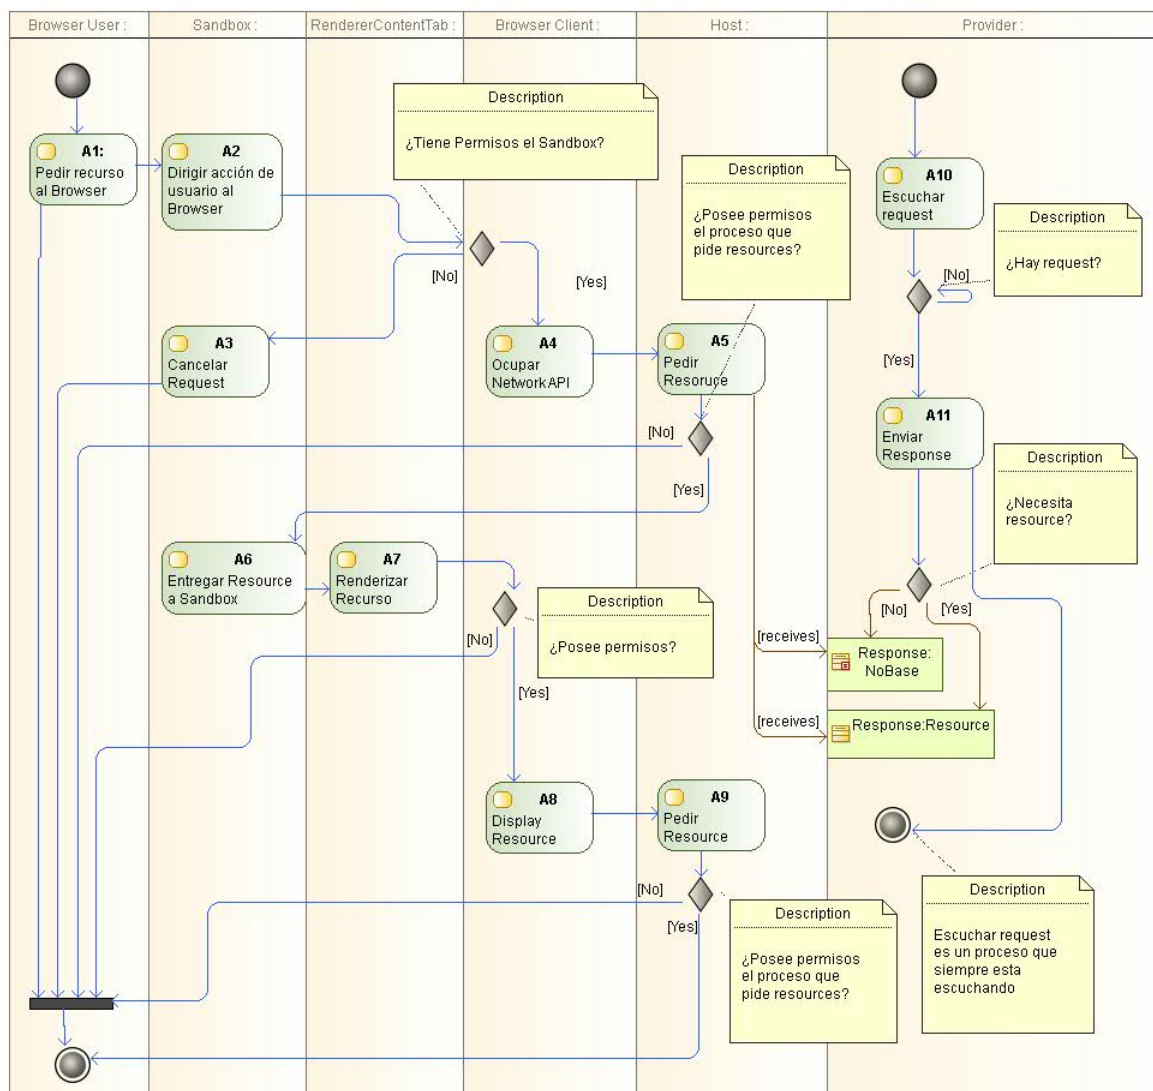 Browser User :
Sandbox :
RendererContentTab :
Browser Client :
Host :
Provider :
Description
¿Tiene Permisos el Sandbox?
A1:
Pedir recurso
al Browser
A2
Dirigir acción de
usuario al
Browser
Description
¿Posee permisos
el proceso que
pide resources?
A10
Escuchar
request
Description
¿Hay request?
[No]
[Yes]
[No]
A3
Cancelar
Request
A4
Ocupar
Network API
A5
Pedir
Resoruce
[Yes]
A11
Enviar
Response
[No]
[Yes]
Description
¿Necesita
resource?
A6
Entregar Resource
a Sandbox
A7
Renderizar
Recurso
Description
¿Posee permisos?
[No]
[Yes]
[No]
[Yes]
[receives]
Response:
NoBase
[receives]
Response:Resource
A8
Display
Resource
A9
Pedir
Resource
[No]
[Yes]
Description
¿Posee permisos
el proceso que
pide resources?
Description
Escuchar request
es un proceso que
siempre esta
escuchando